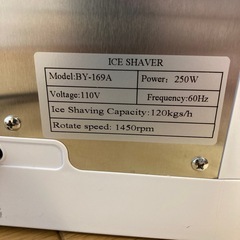 ICE SHAVER
Model:BY-169A Power: 250W
Voltage:110V Frequency:60Hz
Ice Shaving Capacity:120kgs/h
Rotate speed: 1450rpm